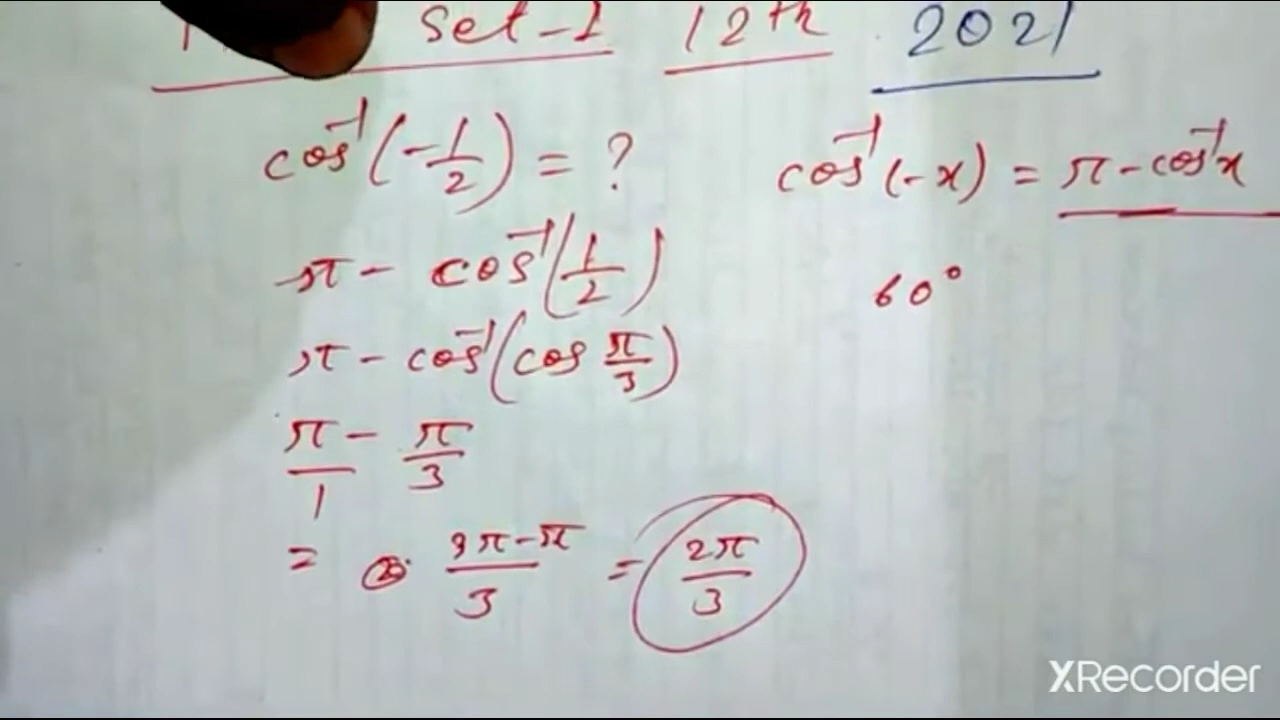 Set-1 12th 2021
cos⁻¹(-1/2) = ? cos⁻¹(-x) = π - cos⁻¹x
π - cos⁻¹(1/2) 60°
π - cos⁻¹(cos π/3)
π/1 - π/3
= 3π-π/3 = 2π/3
XRecorder